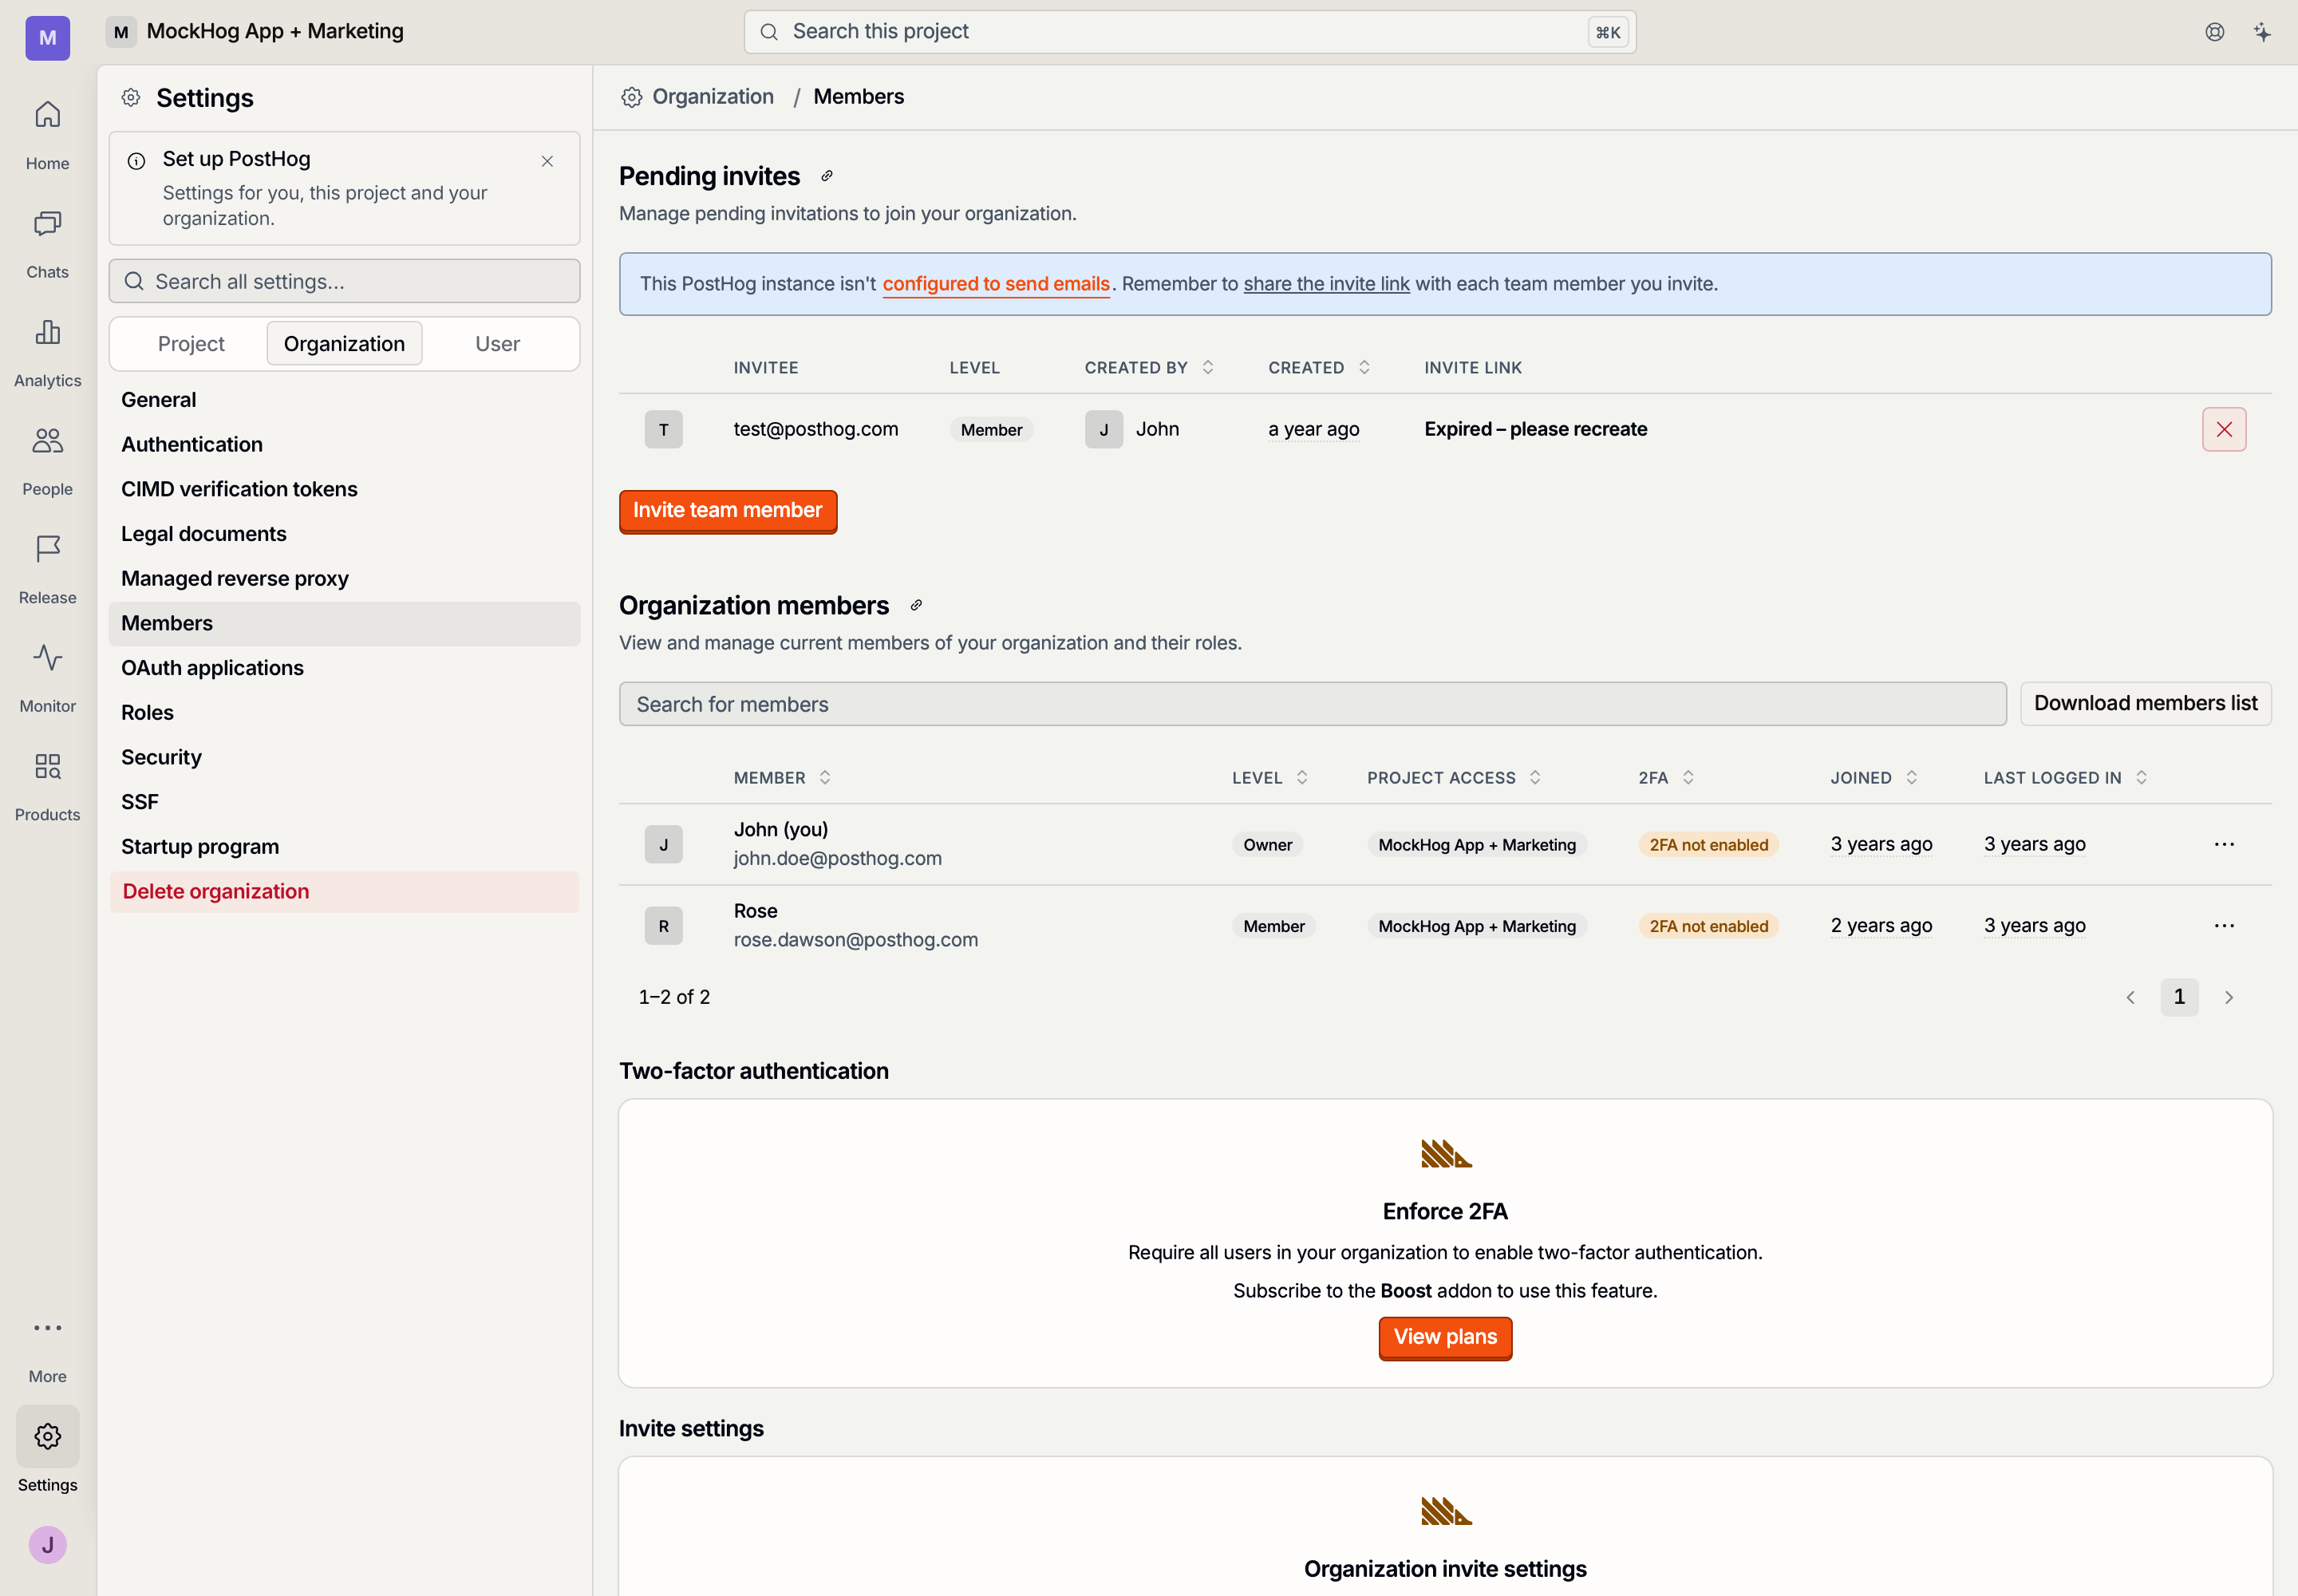 M
M MockHog App + Marketing
Search this project
⌘K
Home
Chats
Analytics
People
Release
Monitor
Products
More
Settings
J
Settings
Set up PostHog
Settings for you, this project and your
organization.
Search all settings...
Project Organization User
General
Authentication
CIMD verification tokens
Legal documents
Managed reverse proxy
Members
OAuth applications
Roles
Security
SSF
Startup program
Delete organization
Organization / Members
Pending invites
Manage pending invitations to join your organization.
This PostHog instance isn't configured to send emails. Remember to share the invite link with each team member you invite.
INVITEE LEVEL CREATED BY CREATED INVITE LINK
T test@posthog.com Member J John a year ago Expired – please recreate
Invite team member
Organization members
View and manage current members of your organization and their roles.
Search for members
Download members list
MEMBER LEVEL PROJECT ACCESS 2FA JOINED LAST LOGGED IN
John (you)
J Owner MockHog App + Marketing 2FA not enabled 3 years ago 3 years ago
john.doe@posthog.com
Rose
R Member MockHog App + Marketing 2FA not enabled 2 years ago 3 years ago
rose.dawson@posthog.com
1–2 of 2
1
Two-factor authentication
Enforce 2FA
Require all users in your organization to enable two-factor authentication.
Subscribe to the Boost addon to use this feature.
View plans
Invite settings
Organization invite settings